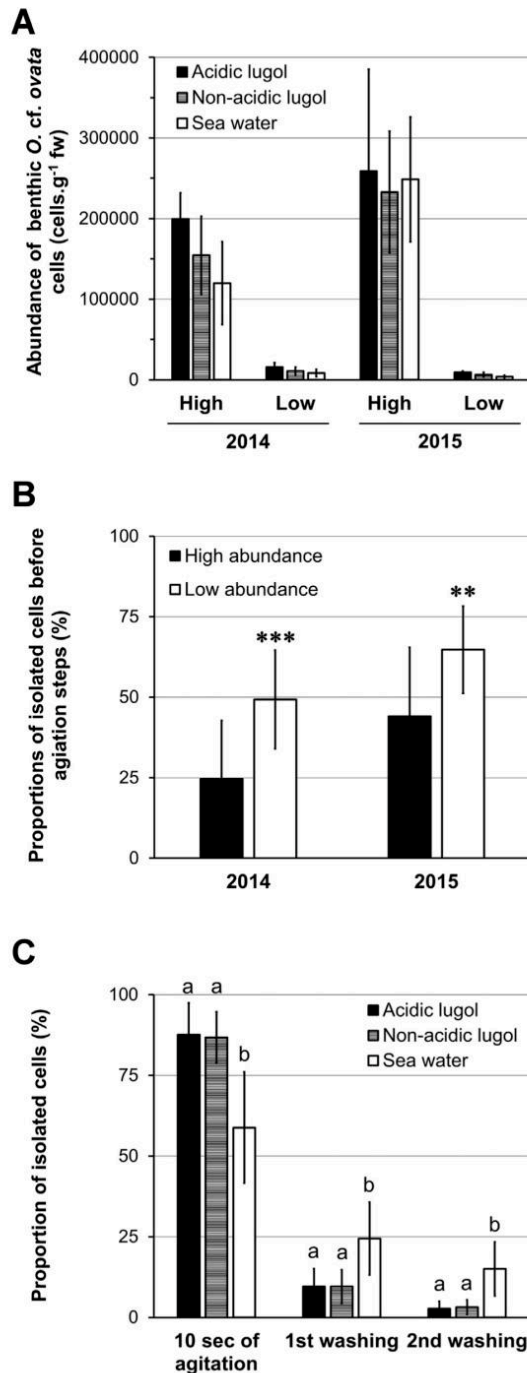 A
Abundance of benthic O. cf. ovata
cells (cells.g-1 fw)
400000
300000
200000
100000
0
Acidic lugol
Non-acidic lugol
Sea water
High Low High Low
2014 2015
B
Proportions of isolated cells before
agiation steps (%)
100
75
50
25
0
High abundance
Low abundance
*** **
2014 2015
C
Proportion of isolated cells (%)
100
75
50
25
0
Acidic lugol
Non-acidic lugol
Sea water
a a b
a a b
a a b
10 sec of
agitation
1st washing
2nd washing